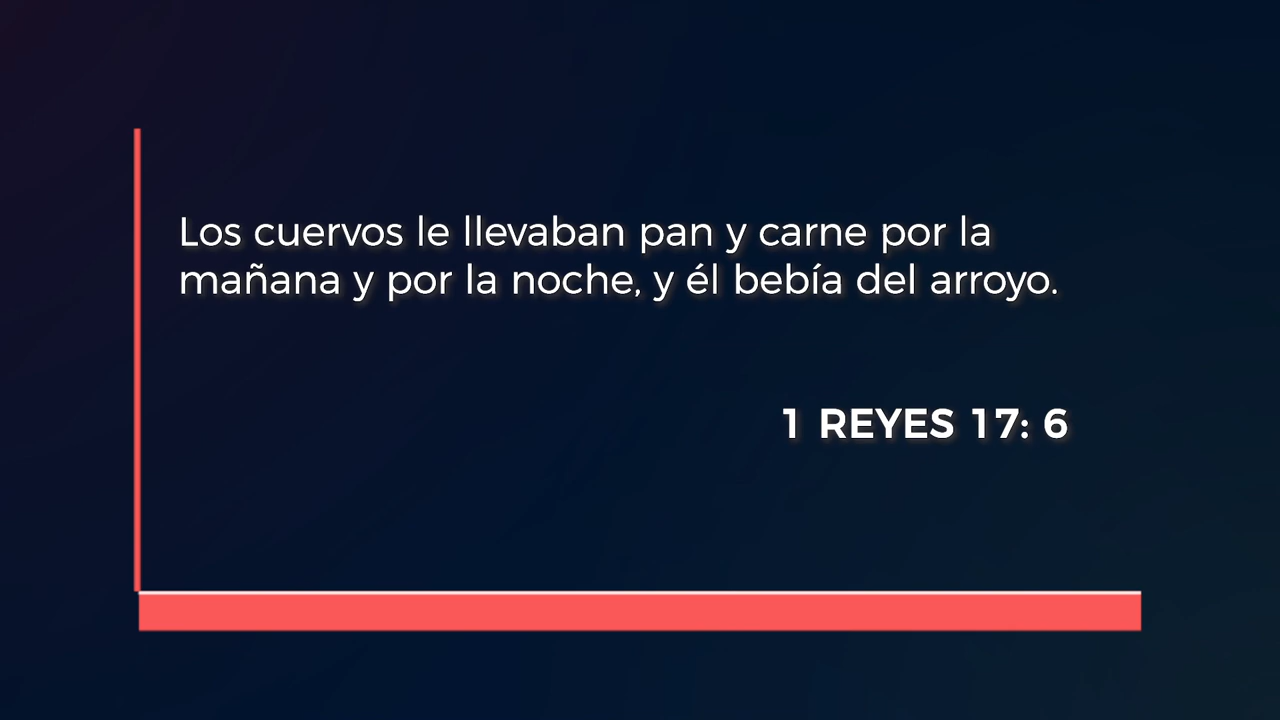 Los cuervos le llevaban pan y carne por la
mañana y por la noche, y él bebía del arroyo.
1 REYES 17: 6